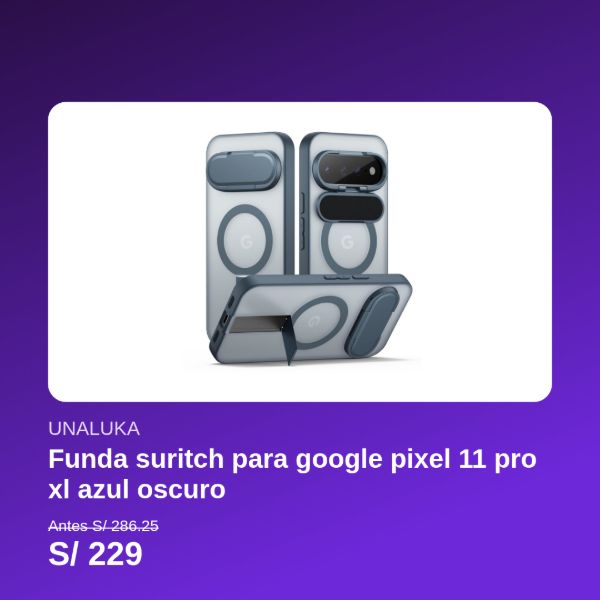 UNALUKA
Funda suritch para google pixel 11 pro
xl azul oscuro
Antes S/ 286.25
S/ 229